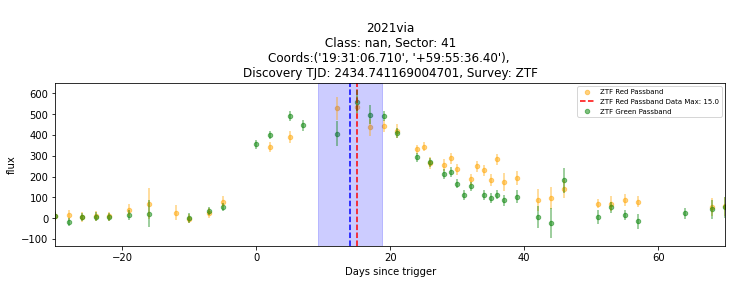 2021via
Class: nan, Sector: 41
Coords:('19:31:06.710', '+59:55:36.40'),
Discovery TJD: 2434.741169004701, Survey: ZTF
ZTF Red Passband
ZTF Red Passband Data Max: 15.0
ZTF Green Passband
flux
600
500
400
300
200
100
0
−100
−20
0
20
40
60
Days since trigger